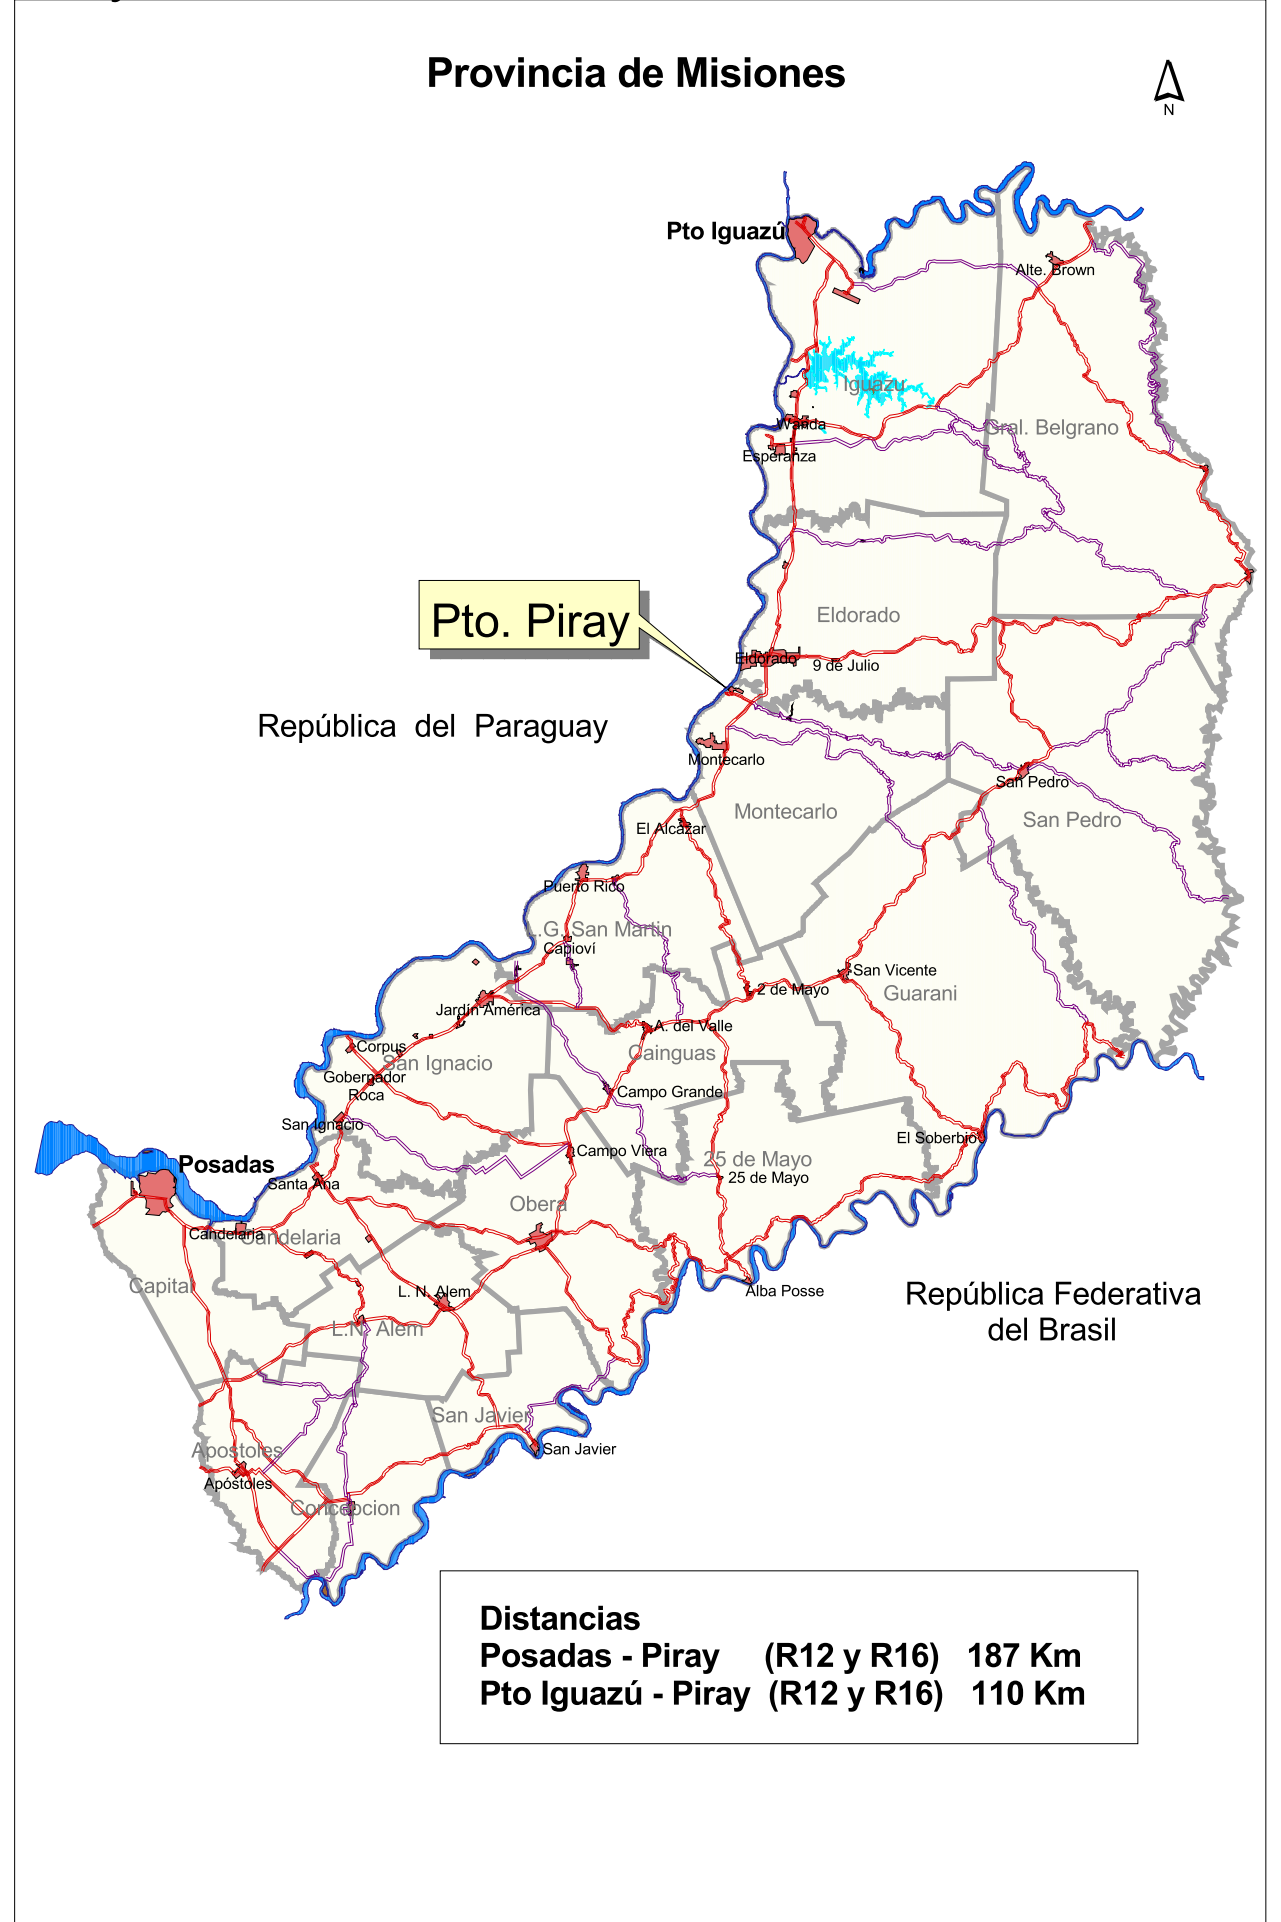 Provincia de Misiones
N
Pto Iguazú
Alte. Brown
Iguazu
Wanda
Gral. Belgrano
Esperanza
Pto. Piray
Eldorado
Eldorado
9 de Julio
República del Paraguay
Montecarlo
San Pedro
Montecarlo
San Pedro
El Alcázar
Puerto Rico
L.G. San Martin
Capioví
San Vicente
2 de Mayo
Guarani
Jardín América
A. del Valle
Corpus
Cainguas
San Ignacio
Gobernador
Roca
Campo Grande
San Ignacio
El Soberbio
Campo Viera
25 de Mayo
Posadas
25 de Mayo
Santa Ana
Obera
Candelaria
Candelaria
Capital
L. N. Alem
Alba Posse
República Federativa
del Brasil
L.N. Alem
San Javier
San Javier
Apostoles
Apóstoles
Concepcion
Distancias
Posadas - Piray (R12 y R16) 187 Km
Pto Iguazú - Piray (R12 y R16) 110 Km